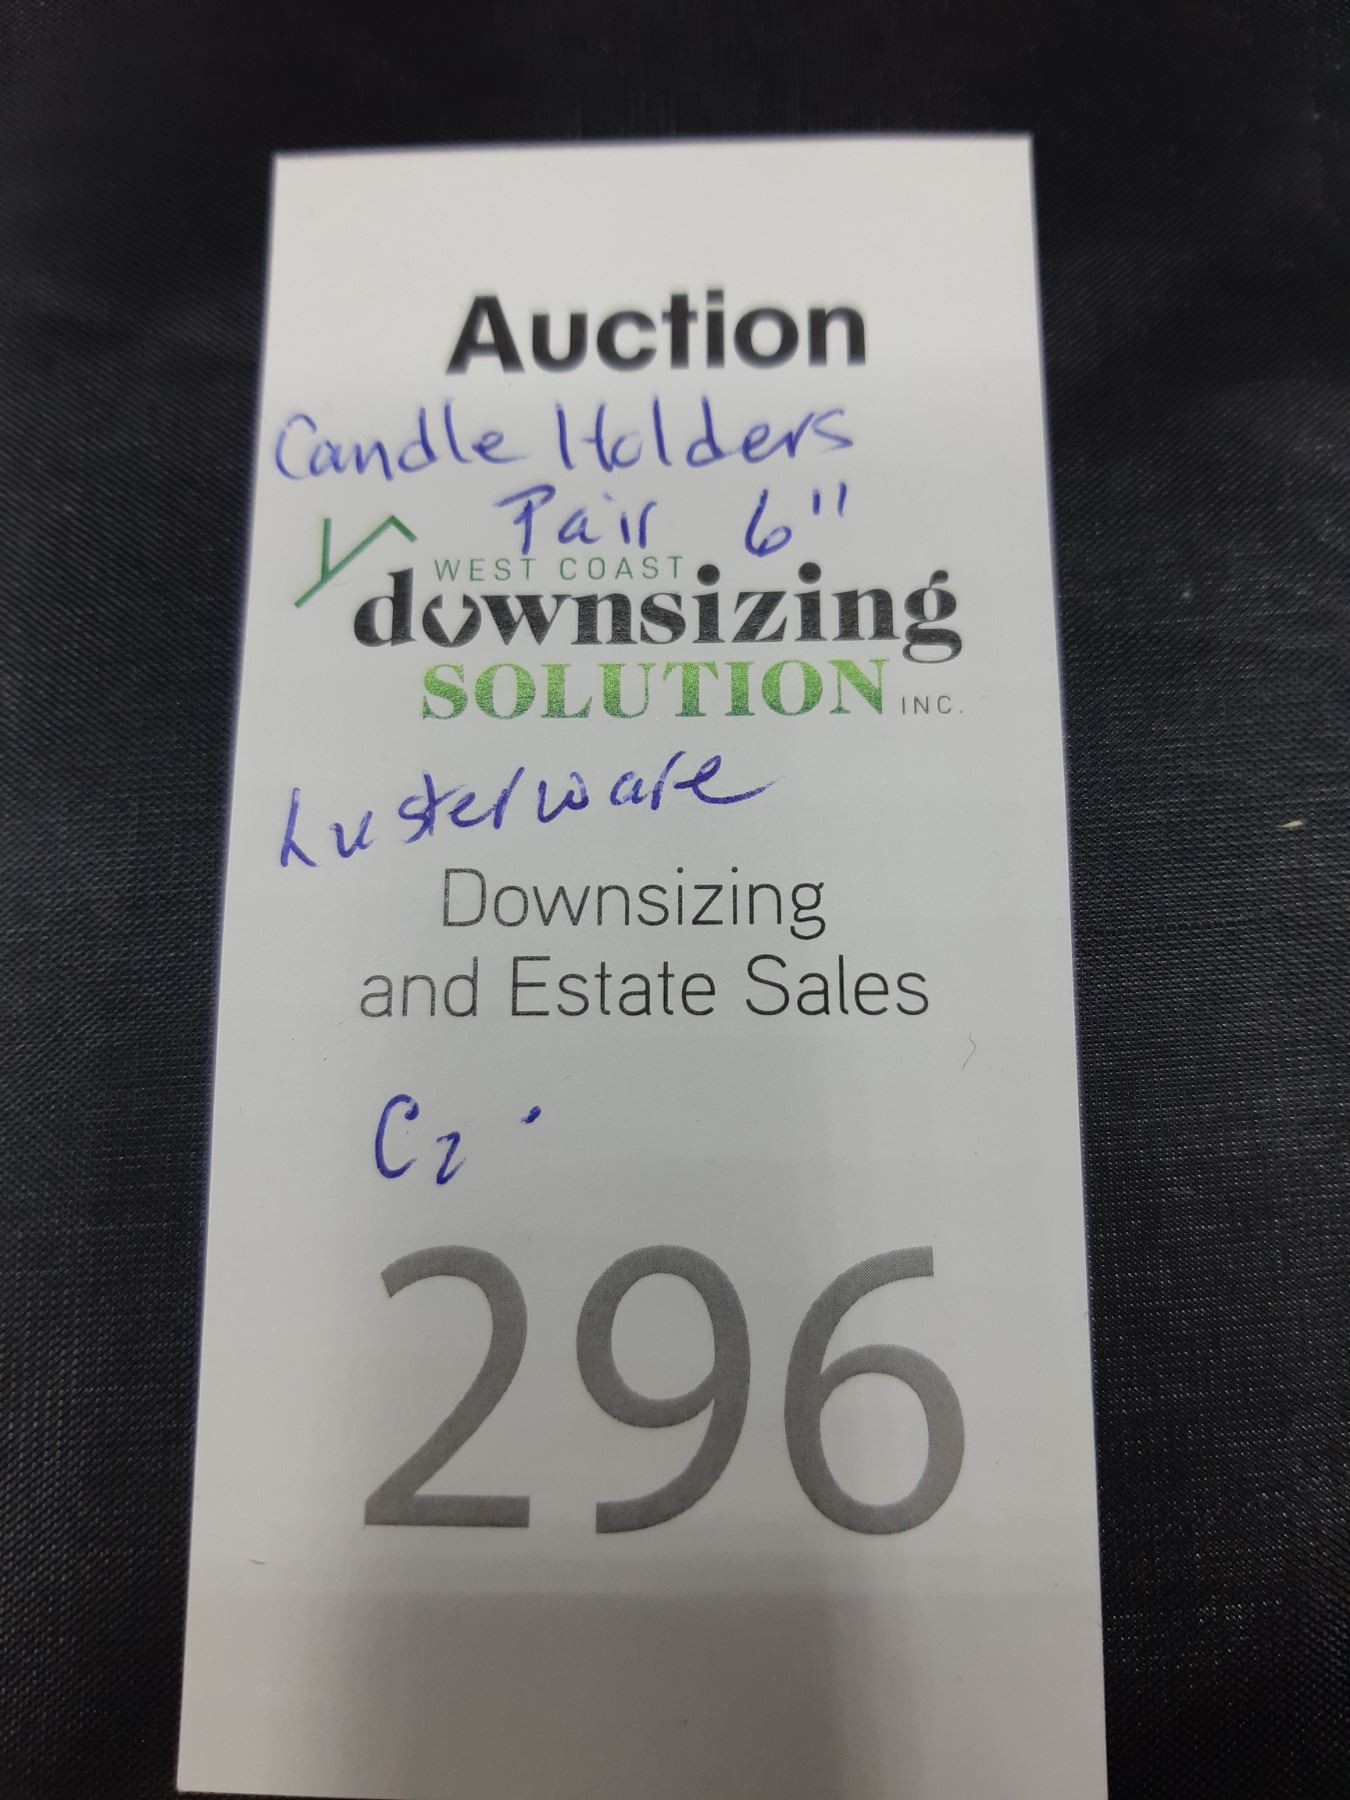 Auction
Candle Holders
Pair 6"
WEST COAST
downsizing
SOLUTION INC.
Lusterware
Downsizing
and Estate Sales
C2
296